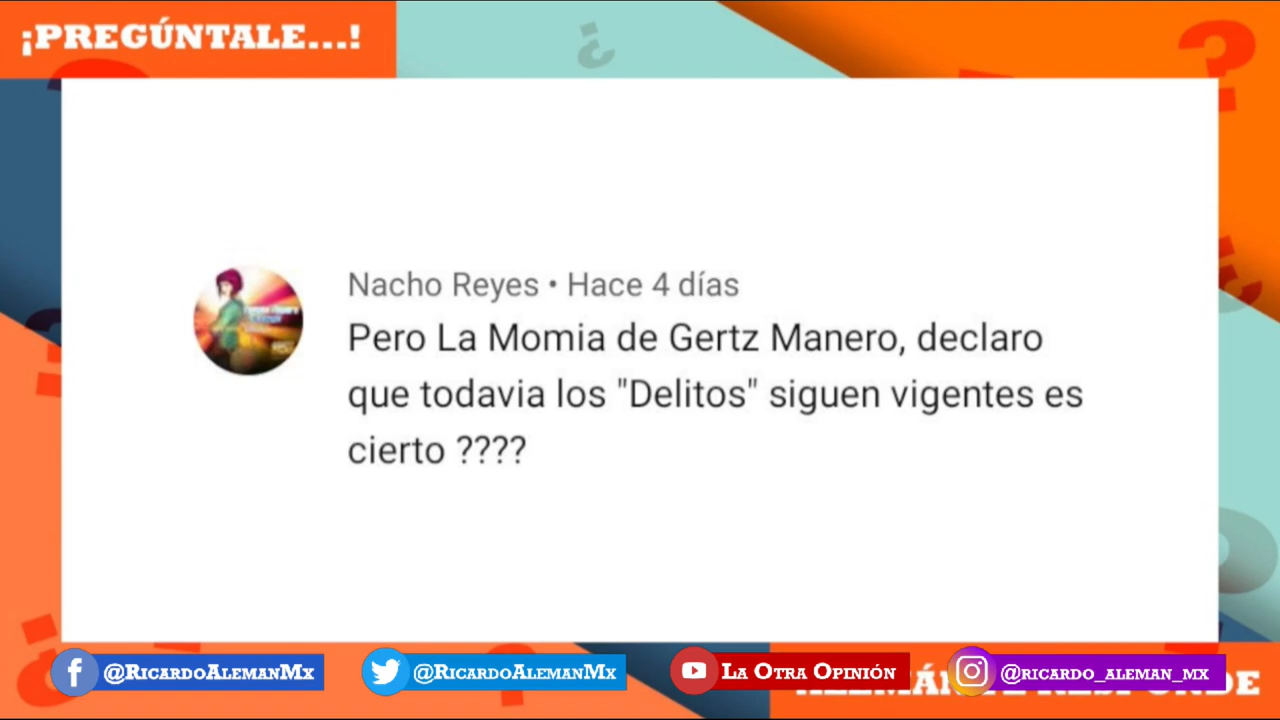 ¡PREGÚNTALE...!
Nacho Reyes • Hace 4 días
Pero La Momia de Gertz Manero, declaro
que todavia los "Delitos" siguen vigentes es
cierto ????
@RICARDOALEMANMX
@RICARDOALEMANMX
LA OTRA OPINIÓN
@RICARDO_ALEMAN_MX